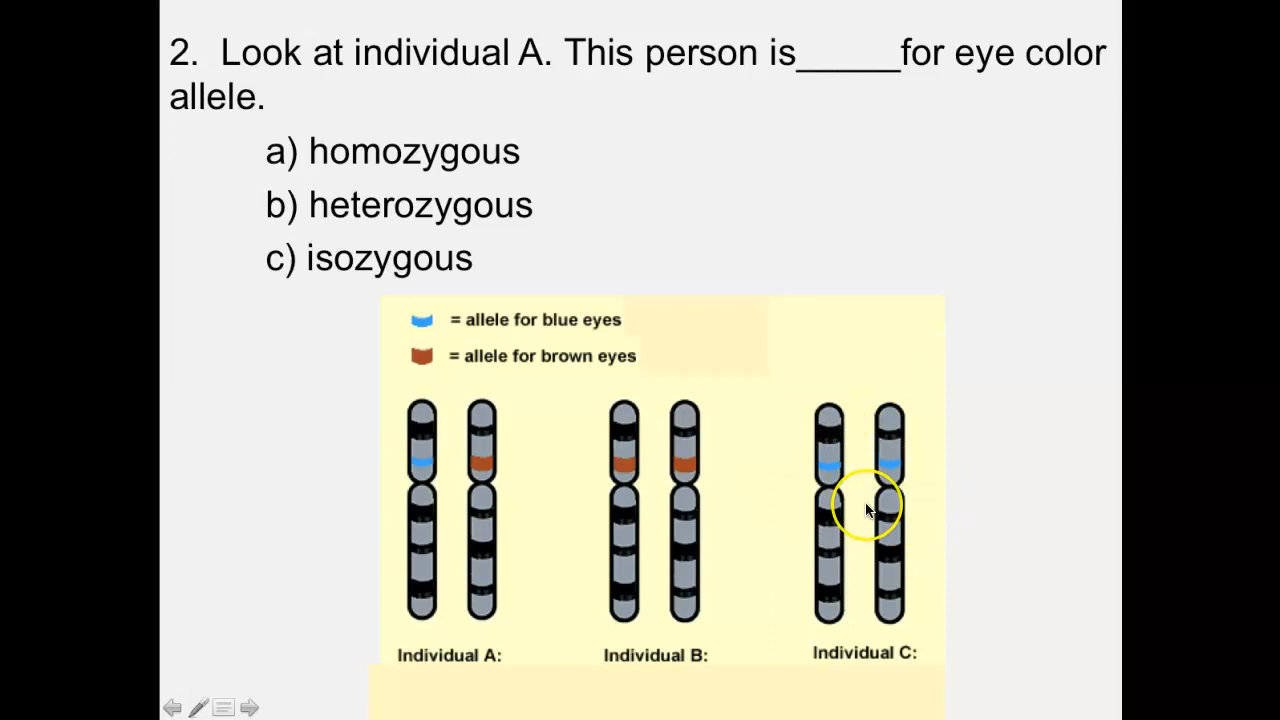 2.  Look at individual A. This person is_____for eye color
allele.
a) homozygous
b) heterozygous
c) isozygous
= allele for blue eyes
= allele for brown eyes
Individual A:
Individual B:
Individual C: